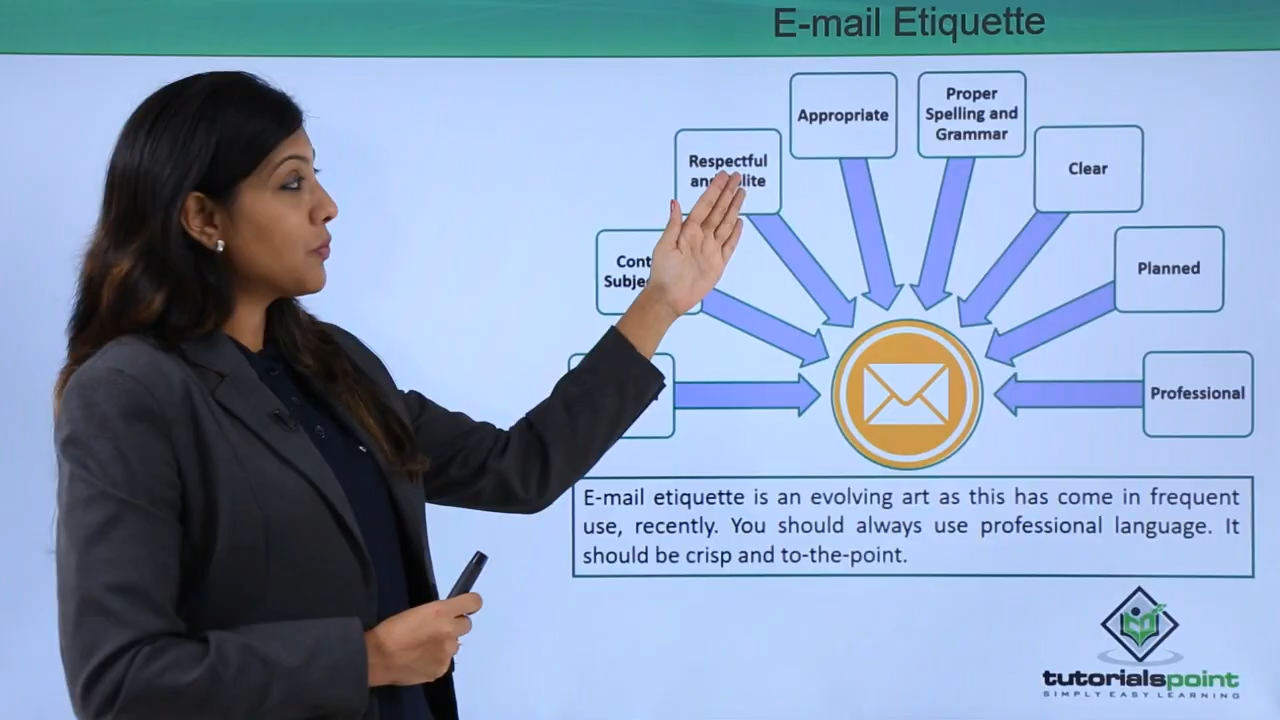 E-mail Etiquette
Appropriate
Proper
Spelling and
Grammar
Respectful
and
Clear
Planned
Professional
E-mail etiquette is an evolving art as this has come in frequent
use, recently. You should always use professional language. It
should be crisp and to-the-point.
tutorialspoint
SIMPLY EASY LEARNING